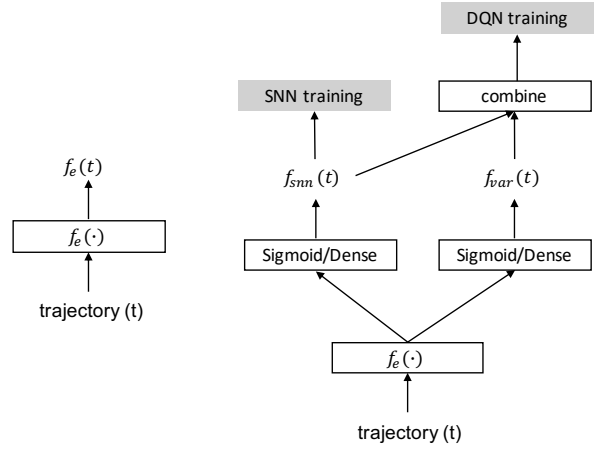 DQN training
SNN training
combine
f_e(t)
f_snn(t)
f_var(t)
f_e(·)
Sigmoid/Dense
Sigmoid/Dense
trajectory (t)
f_e(·)
trajectory (t)